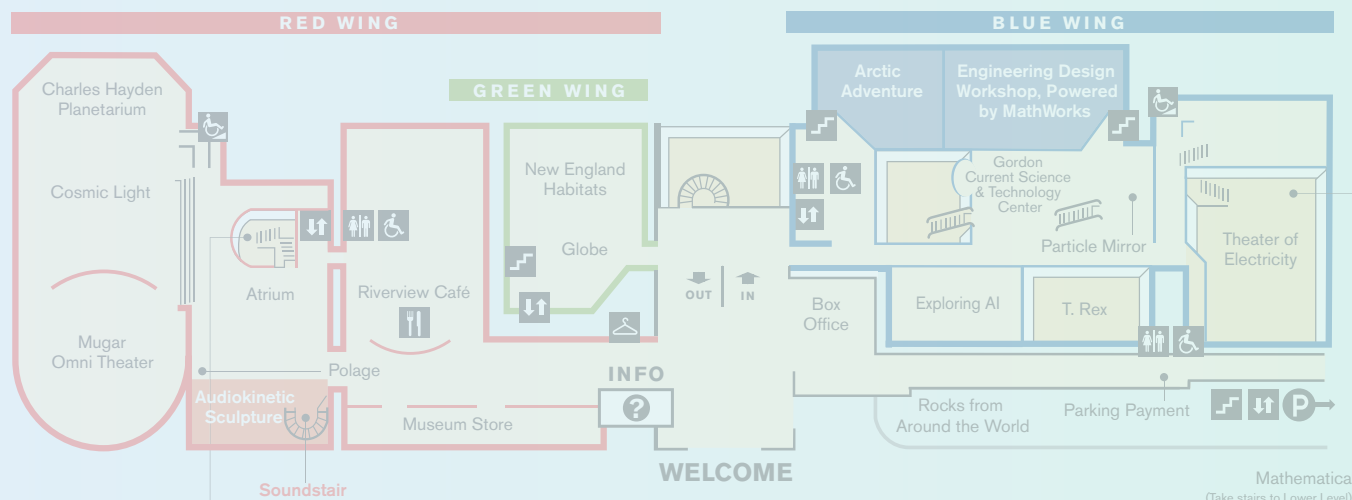 RED WING
BLUE WING
GREEN WING
Charles Hayden
Planetarium
Cosmic Light
Mugar
Omni Theater
Atrium
Polage
Audiokinetic
Sculpture
Soundstair
Riverview Café
Museum Store
New England
Habitats
Globe
OUT
IN
INFO
?
WELCOME
Arctic
Adventure
Engineering Design
Workshop, Powered
by MathWorks
Gordon
Current Science
& Technology
Center
Particle Mirror
Theater of
Electricity
Box
Office
Exploring AI
T. Rex
Rocks from
Around the World
Parking Payment
P
Mathematica
(Take stairs to Lower Level)